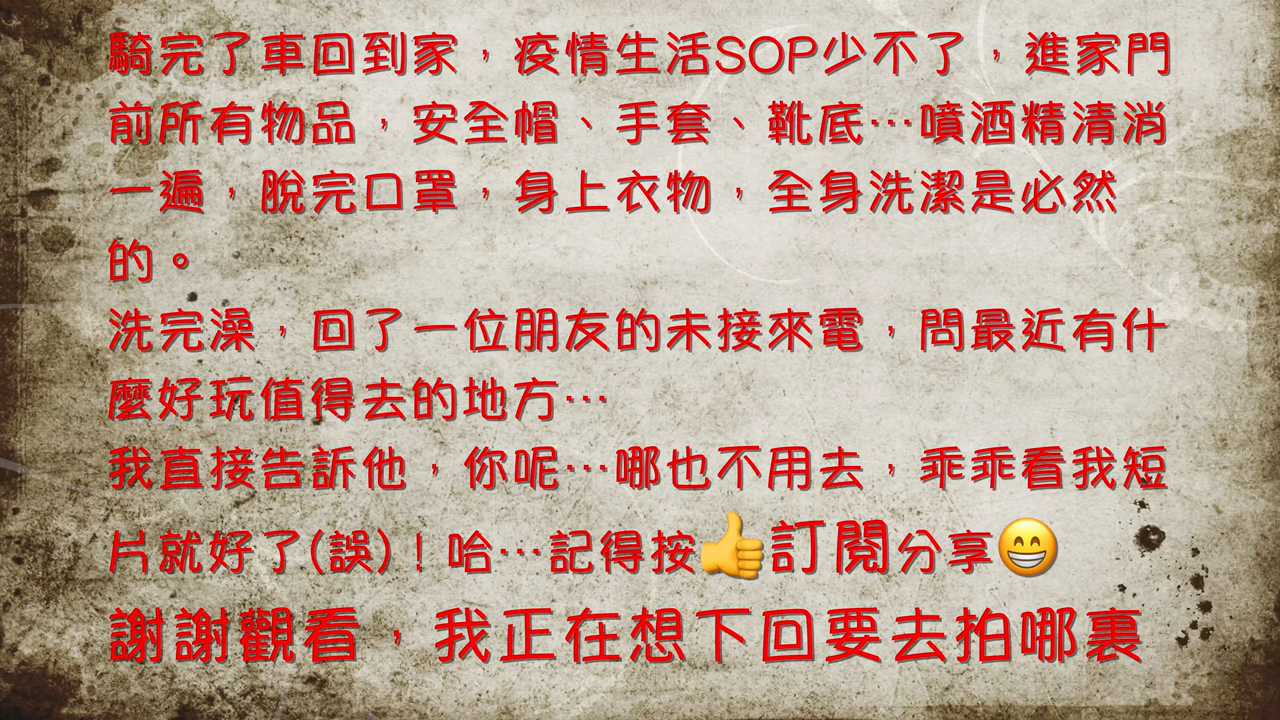 騎完了車回到家，疫情生活SOP少不了，進家門
前所有物品，安全帽、手套、靴底…噴酒精清消
一遍，脫完口罩，身上衣物，全身洗潔是必然
的。
洗完澡，回了一位朋友的未接來電，問最近有什
麼好玩值得去的地方…
我直接告訴他，你呢…哪也不用去，乖乖看我短
片就好了(誤)！哈…記得按👍訂閱分享😁
謝謝觀看，我正在想下回要去拍哪裏